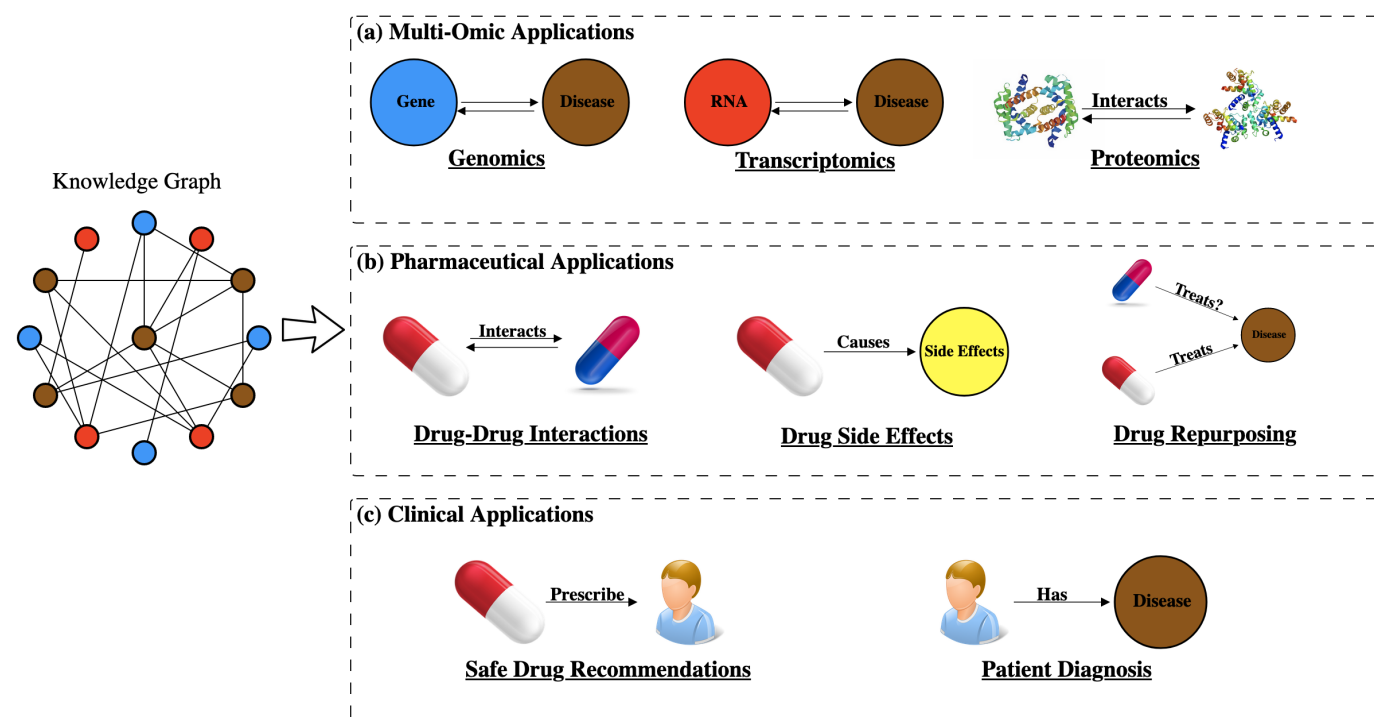 Knowledge Graph
(a) Multi-Omic Applications
Gene
Disease
Genomics
RNA
Disease
Transcriptomics
Interacts
Proteomics
(b) Pharmaceutical Applications
Interacts
Drug-Drug Interactions
Causes
Side Effects
Drug Side Effects
Treats?
Treats
Disease
Drug Repurposing
(c) Clinical Applications
Prescribe
Safe Drug Recommendations
Has
Disease
Patient Diagnosis